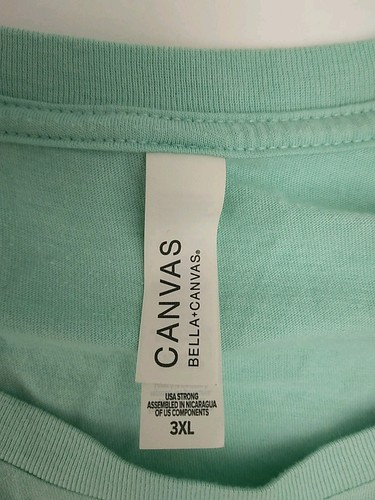 CANVAS
BELLA+CANVAS®
USA STRONG
ASSEMBLED IN NICARAGUA
OF US COMPONENTS
3XL